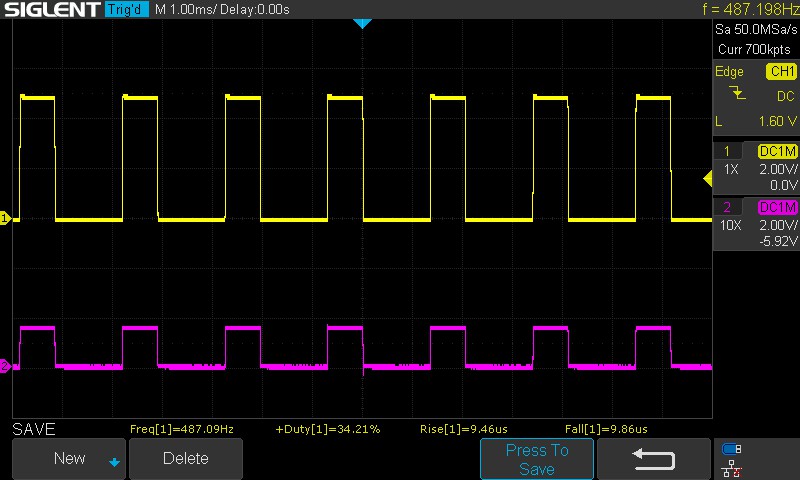 SIGLENT Trig'd M 1.00ms/ Delay:0.00s f = 487.198Hz
Sa 50.0MSa/s
Curr 700kpts
Edge CH1
DC
L 1.60 V
1 DC1M
1X 2.00V/
0.0V
2 DC1M
10X 2.00V/
-5.92V
1
2
SAVE Freq[1]=487.09Hz +Duty[1]=34.21% Rise[1]=9.46us Fall[1]=9.86us
New Delete Press To
Save